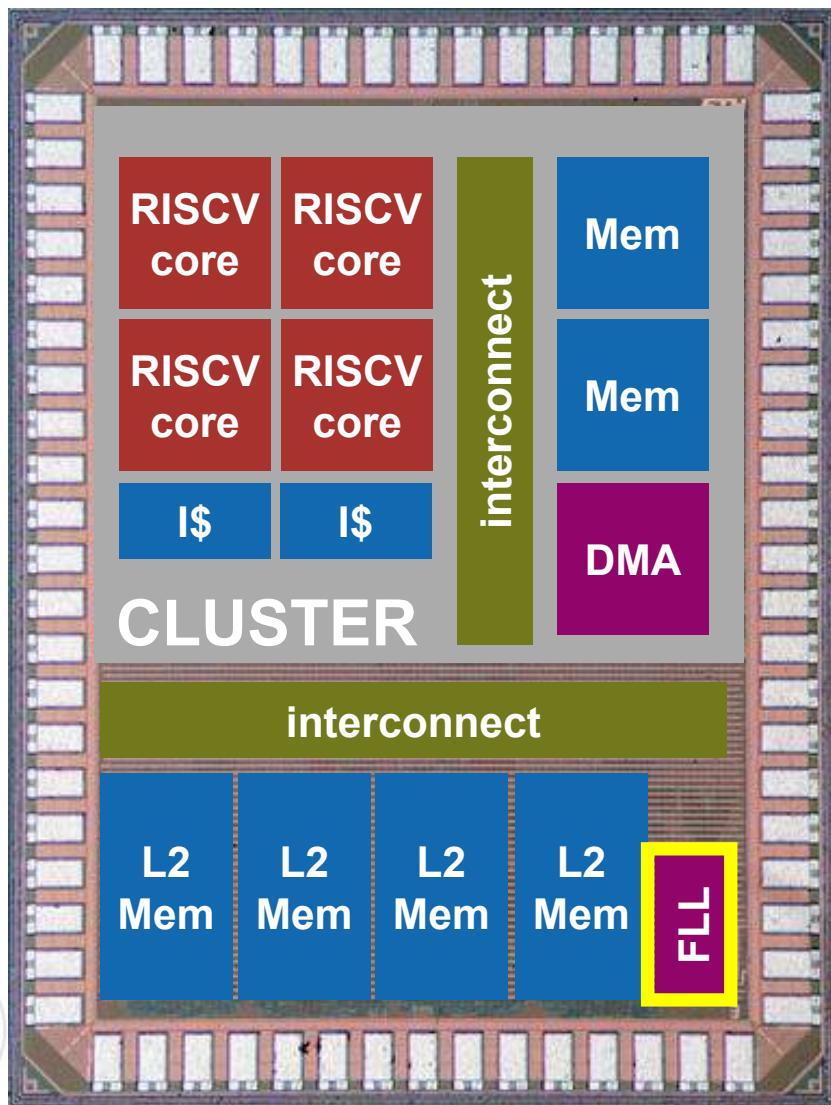 RISCV
core
RISCV
core
Mem
RISCV
core
RISCV
core
Mem
interconnect
I$
I$
DMA
CLUSTER
interconnect
L2
Mem
L2
Mem
L2
Mem
L2
Mem
FLL